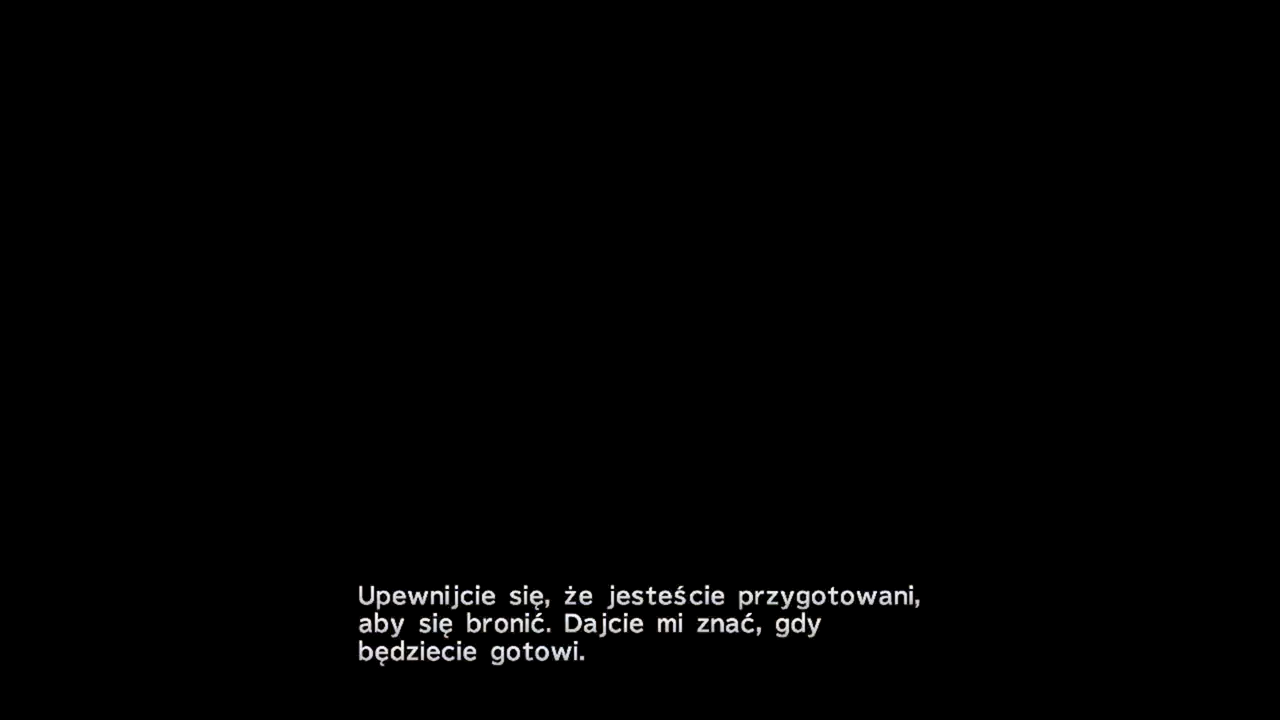 Upewnijcie się, że jesteście przygotowani,
aby się bronić. Dajcie mi znać, gdy
będziecie gotowi.